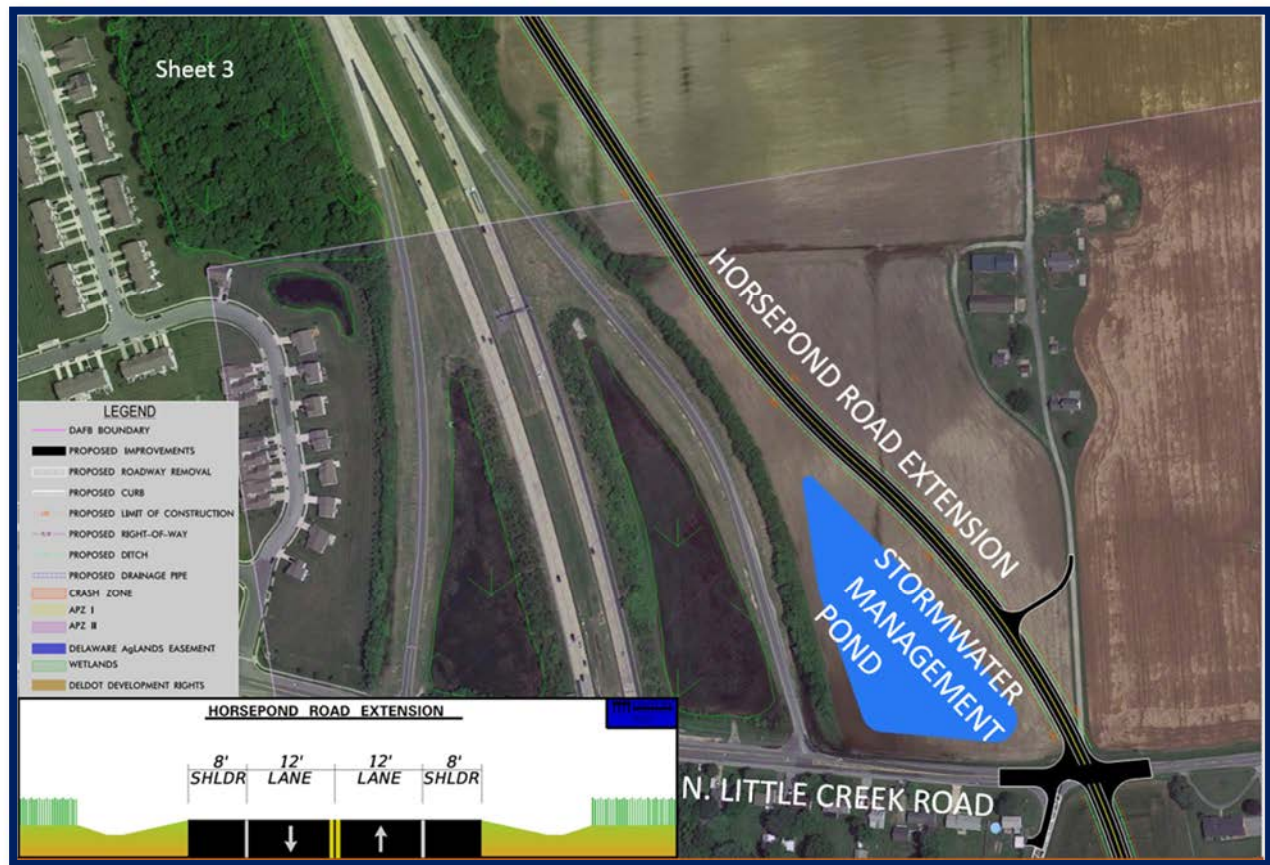 Sheet 3
HORSEPOND ROAD EXTENSION
STORMWATER
MANAGEMENT
POND
N. LITTLE CREEK ROAD
LEGEND
DAFB BOUNDARY
PROPOSED IMPROVEMENTS
PROPOSED ROADWAY REMOVAL
PROPOSED CURB
PROPOSED LIMIT OF CONSTRUCTION
PROPOSED RIGHT-OF-WAY
PROPOSED DITCH
PROPOSED DRAINAGE PIPE
CRASH ZONE
APZ I
APZ II
DELAWARE AgLANDS EASEMENT
WETLANDS
DELDOT DEVELOPMENT RIGHTS
HORSEPOND ROAD EXTENSION
8' 12' 12' 8'
SHLDR LANE LANE SHLDR